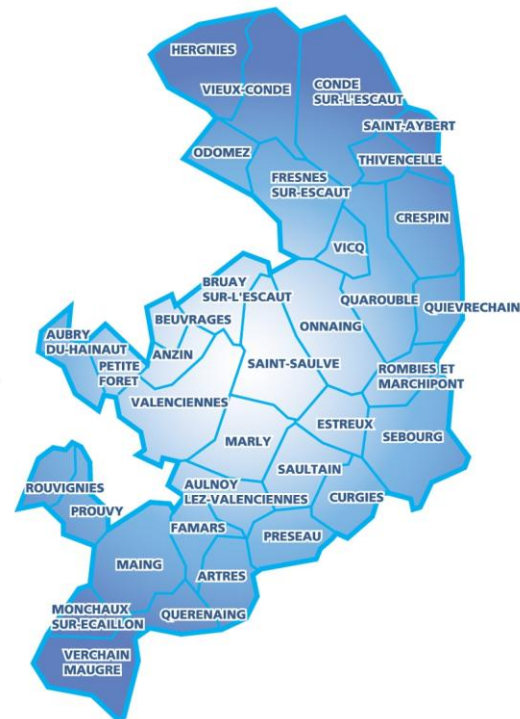 HERGNIES
VIEUX-CONDE
CONDE
SUR-L'ESCAUT
SAINT-AYBERT
ODOMEZ
THIVENCELLE
FRESNES
SUR-ESCAUT
CRESPIN
VICQ
BRUAY
SUR-L'ESCAUT
QUAROUBLE
QUIEVRECHAIN
BEUVRAGES
ONNAING
AUBRY
DU-HAINAUT
ANZIN
PETITE
FORET
SAINT-SAULVE
ROMBIES ET
MARCHIPONT
VALENCIENNES
ESTREUX
SEBOURG
MARLY
SAULTAIN
AULNOY
LEZ-VALENCIENNES
CURGIES
ROUVIGNIES
PROUVY
FAMARS
PRESEAU
MAING
ARTRES
MONCHAUX
SUR-ECAILLON
QUERENAING
VERCHAIN
MAUGRE